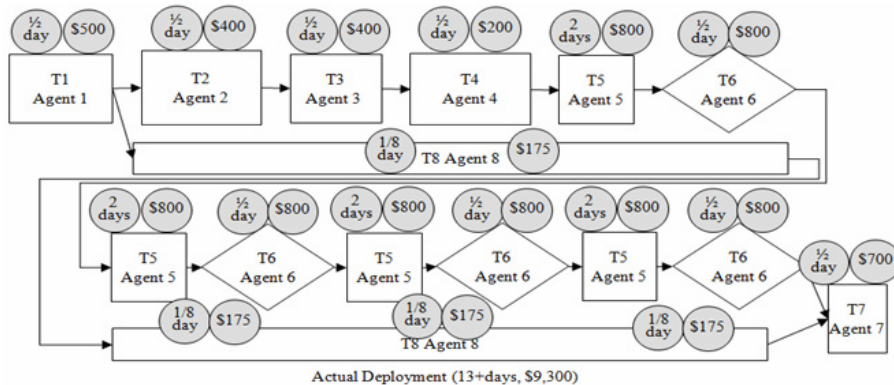 ½ day $500 ½ day $400 ½ day $400 ½ day $200 2 days $800 ½ day $800
T1 Agent 1
T2 Agent 2
T3 Agent 3
T4 Agent 4
T5 Agent 5
T6 Agent 6
1/8 day $175
T8 Agent 8
2 days $800 ½ day $800 2 days $800 ½ day $800 2 days $800 ½ day $800
½ day $700
T5 Agent 5
T6 Agent 6
T5 Agent 5
T6 Agent 6
T5 Agent 5
T6 Agent 6
T7 Agent 7
1/8 day $175 1/8 day $175 1/8 day $175
T8 Agent 8
Actual Deployment (13+days, $9,300)